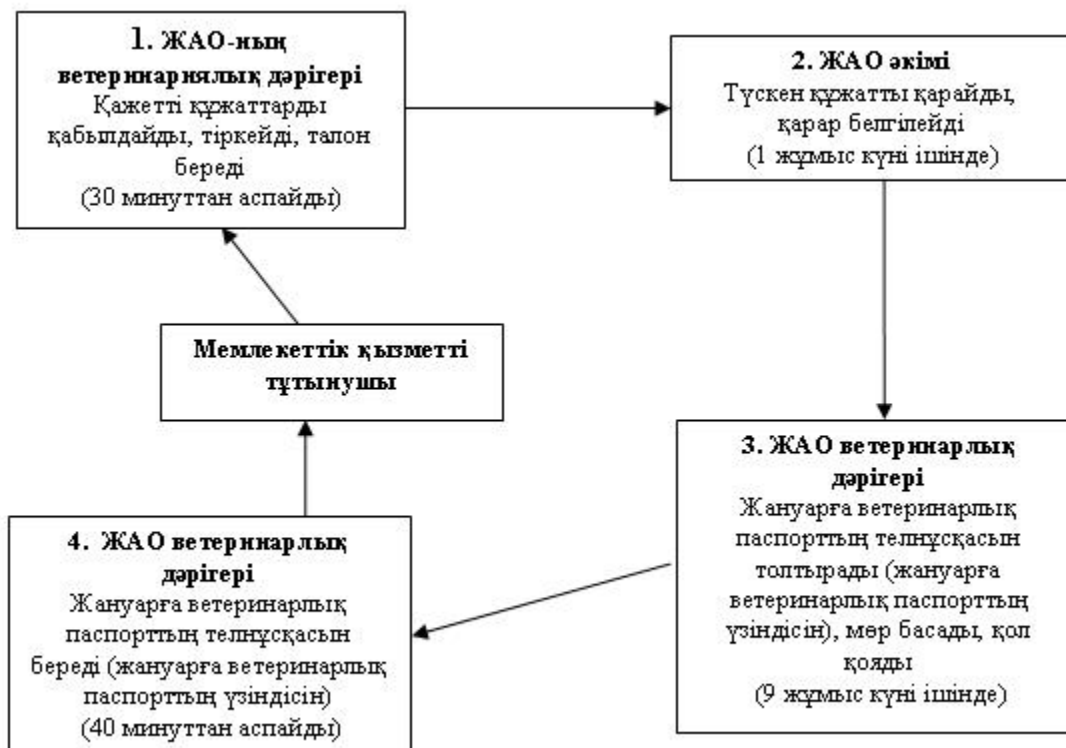 1. ЖАО-ның
ветеринариялық дәрігері
Қажетті құжаттарды
қабылдайды, тіркейді, талон
береді
(30 минуттан аспайды)
2. ЖАО әкімі
Түскен құжатты қарайды,
қарар белгілейді
(1 жұмыс күні ішінде)
Мемлекеттік қызметті
тұтынушы
3. ЖАО ветеринарлық
дәрігері
Жануарға ветеринарлық
паспорттың телнұсқасын
толтырады (жануарға
ветеринарлық паспорттың
үзіндісін), мөр басады, қол
қояды
(9 жұмыс күні ішінде)
4. ЖАО ветеринарлық
дәрігері
Жануарға ветеринарлық
паспорттың телнұсқасын
береді (жануарға ветеринарлық
паспорттың үзіндісін)
(40 минуттан аспайды)